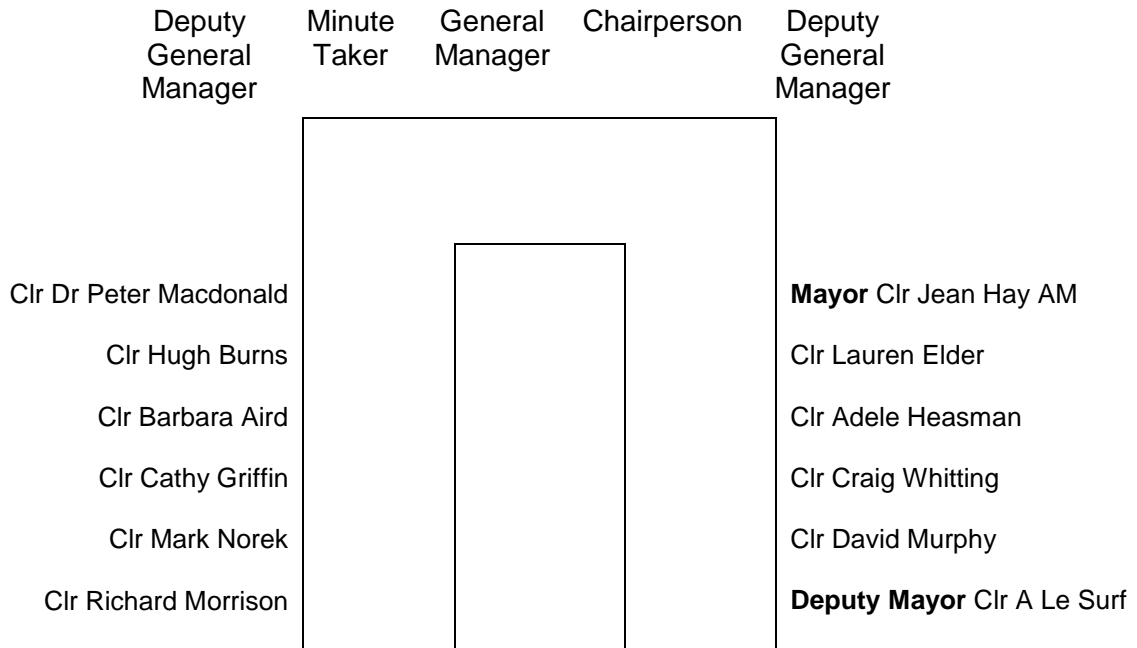 Deputy General Manager
Minute Taker
General Manager
Chairperson
Deputy General Manager
Clr Dr Peter Macdonald
Mayor Clr Jean Hay AM
Clr Hugh Burns
Clr Lauren Elder
Clr Barbara Aird
Clr Adele Heasman
Clr Cathy Griffin
Clr Craig Whitting
Clr Mark Norek
Clr David Murphy
Clr Richard Morrison
Deputy Mayor Clr A Le Surf